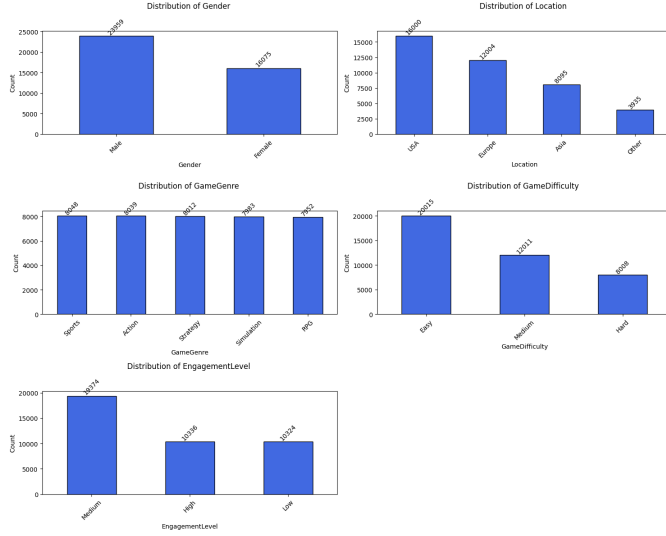 Distribution of Gender
23959
16075
25000
20000
15000
10000
5000
0
Count
Male
Female
Gender
Distribution of Location
16000
12004
8095
3935
15000
12500
10000
7500
5000
2500
0
Count
USA
Europe
Asia
Other
Location
Distribution of GameGenre
8048
8039
8012
7983
7952
8000
6000
4000
2000
0
Count
Sports
Action
Strategy
Simulation
RPG
GameGenre
Distribution of GameDifficulty
20015
12011
8008
20000
15000
10000
5000
0
Count
Easy
Medium
Hard
GameDifficulty
Distribution of EngagementLevel
19374
10336
10324
20000
15000
10000
5000
0
Count
Medium
High
Low
EngagementLevel